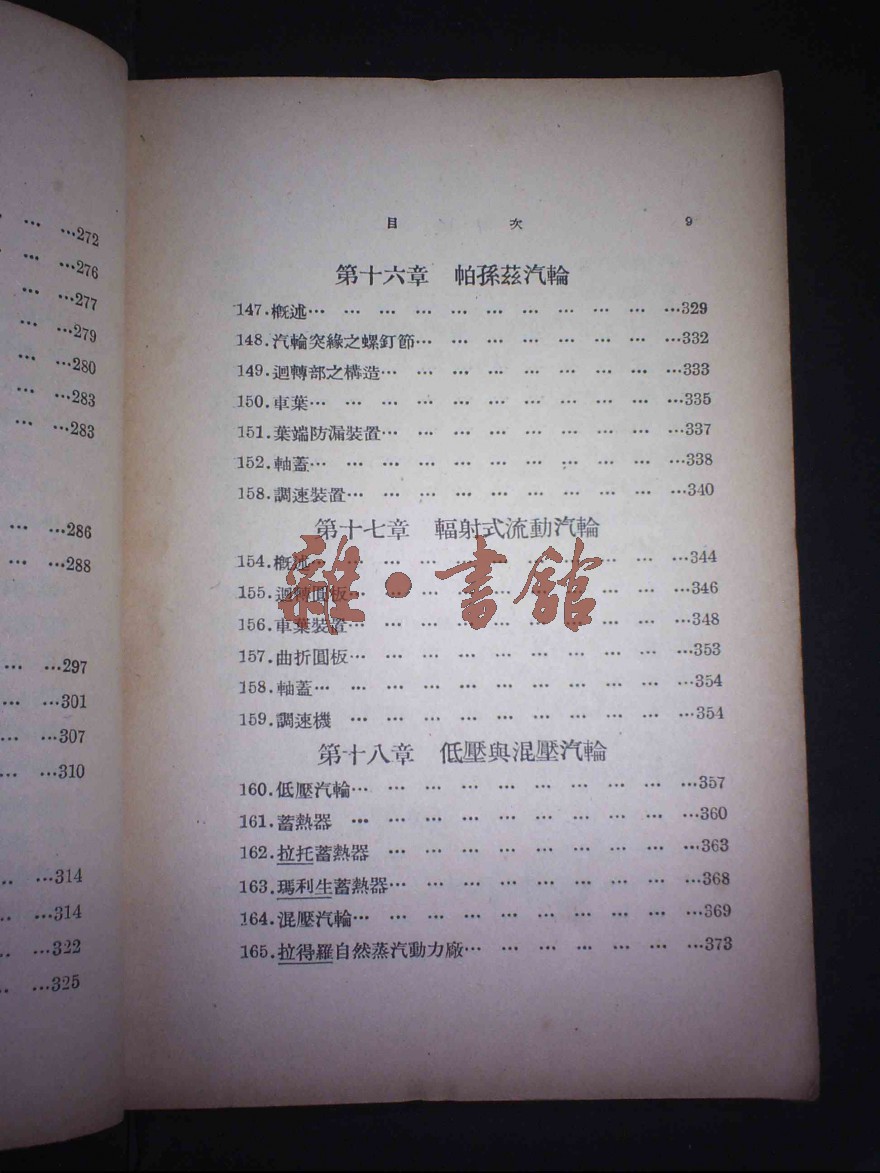 …272
…276
…277
…279
…280
…283
…283
…286
…288
…297
…301
…307
…310
…314
…314
…322
…325
目 次 9
第十六章 帕孫茲汽輪
147.概述…329
148.汽輪突緣之螺釘節…332
149.迴轉部之構造…333
150.車葉…335
151.葉端防漏裝置…337
152.軸蓋…338
158.調速裝置…340
第十七章 輻射式流動汽輪
154.概述…344
155.迴轉圓板…346
156.車葉裝置…348
157.曲折圓板…353
158.軸蓋…354
159.調速機…354
雜·書館
第十八章 低壓與混壓汽輪
160.低壓汽輪…357
161.蓄熱器…360
162.拉托蓄熱器…363
163.瑪利生蓄熱器…368
164.混壓汽輪…369
165.拉得羅自然蒸汽動力廠…373